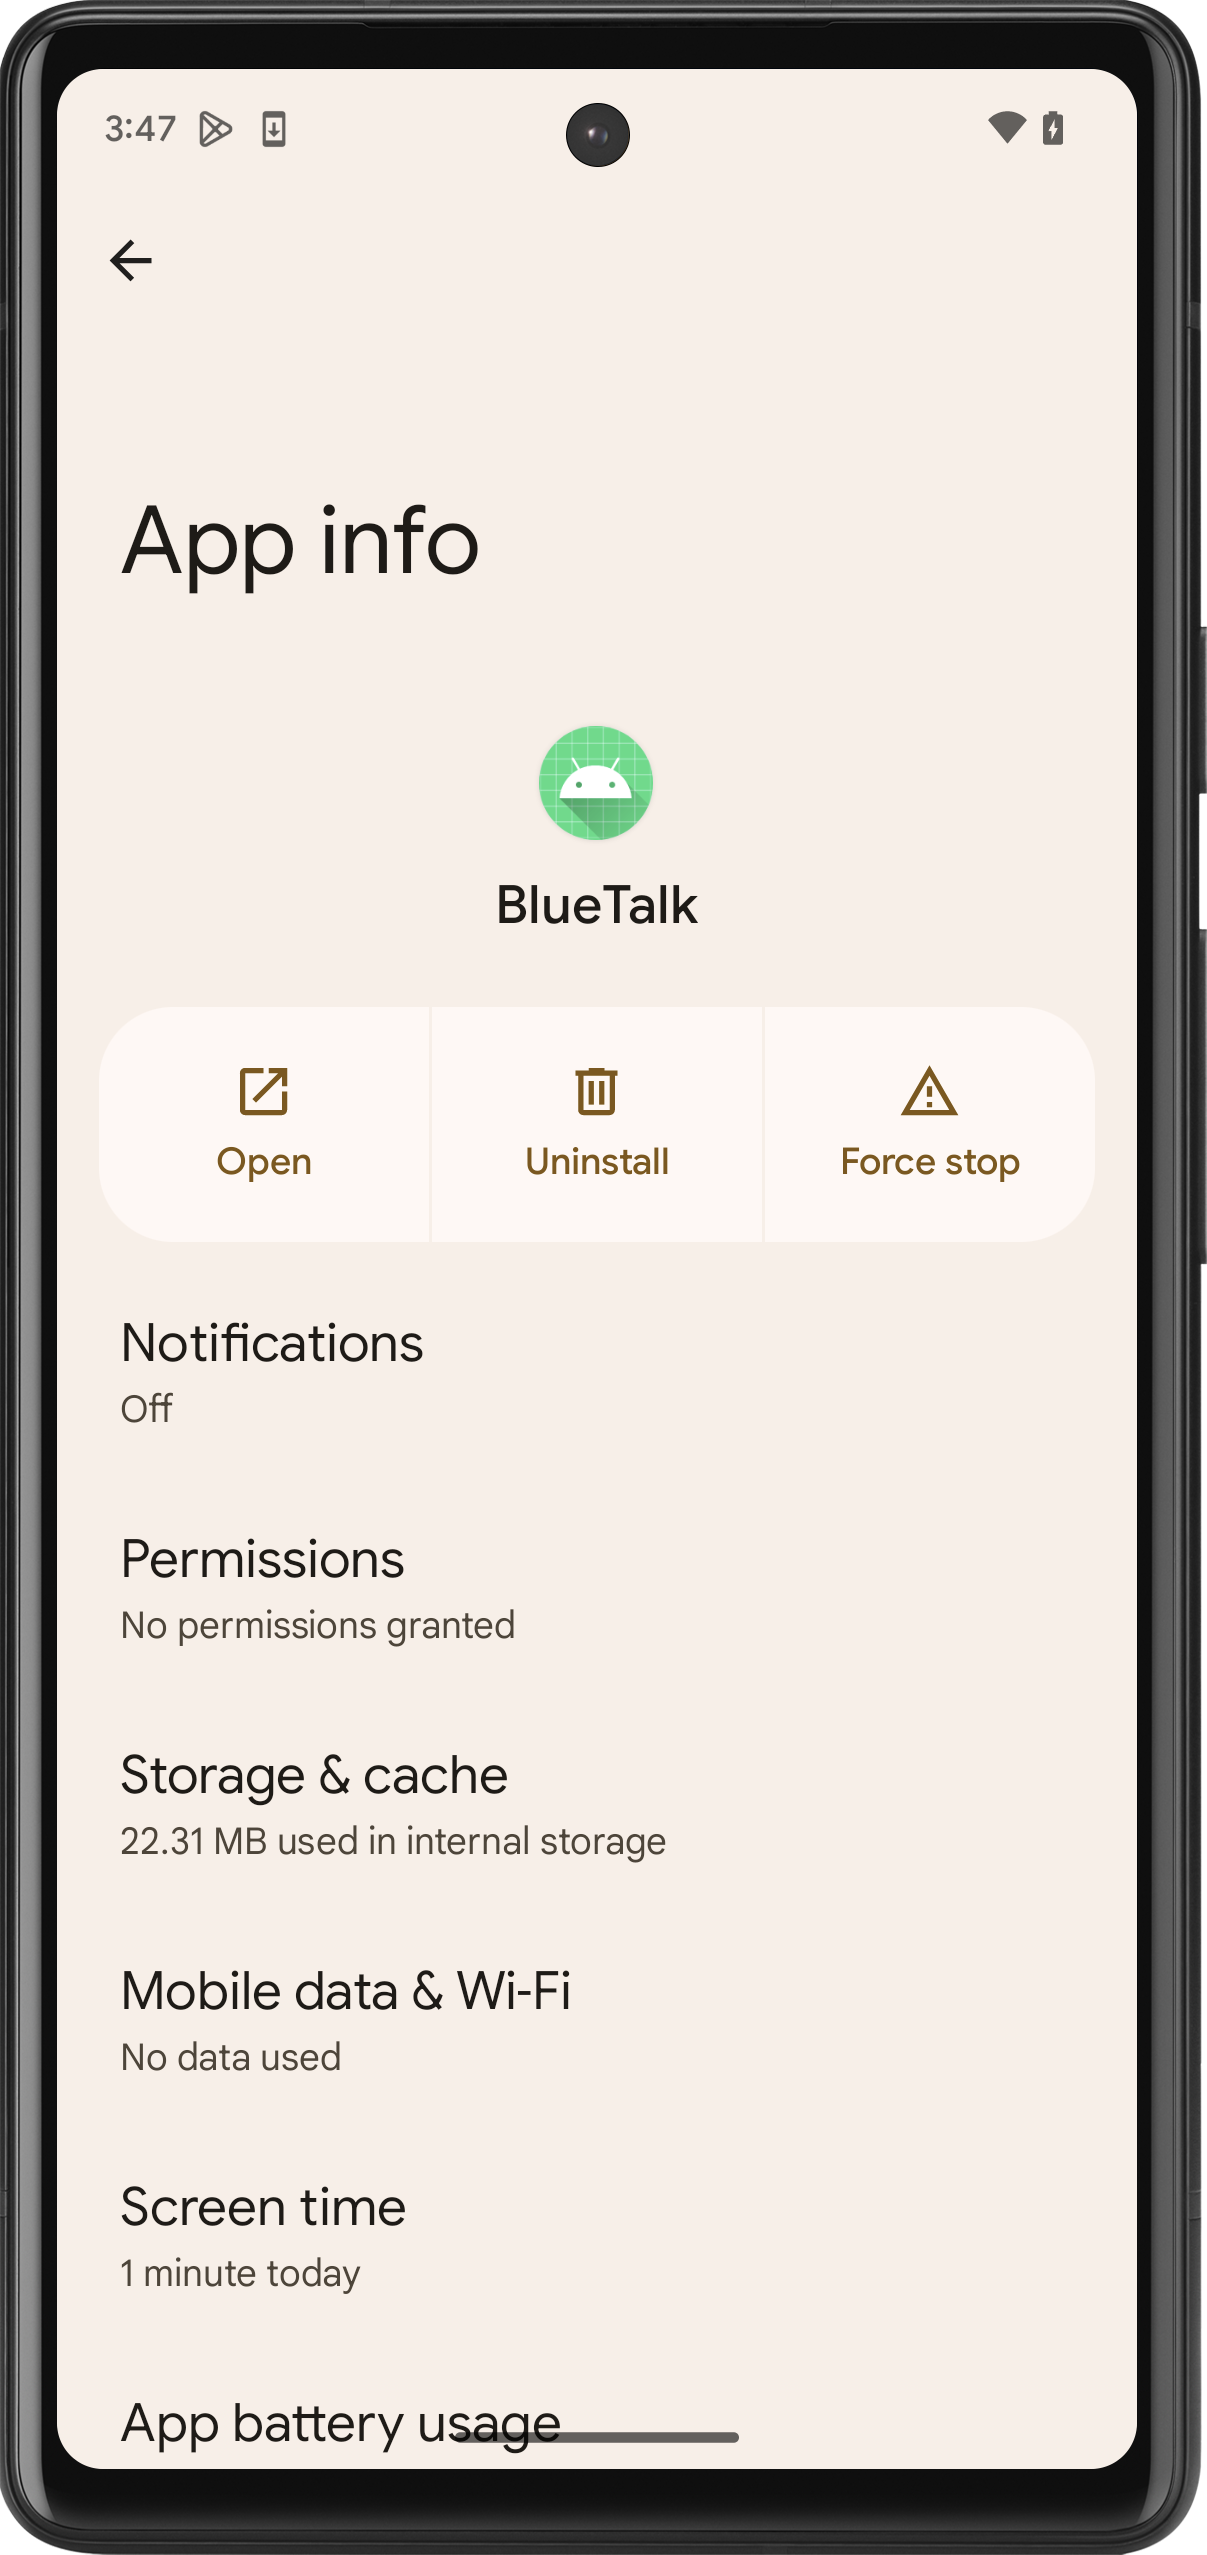 3:47
App info
BlueTalk
Open
Uninstall
Force stop
Notifications
Off
Permissions
No permissions granted
Storage & cache
22.31 MB used in internal storage
Mobile data & Wi-Fi
No data used
Screen time
1 minute today
App battery usage